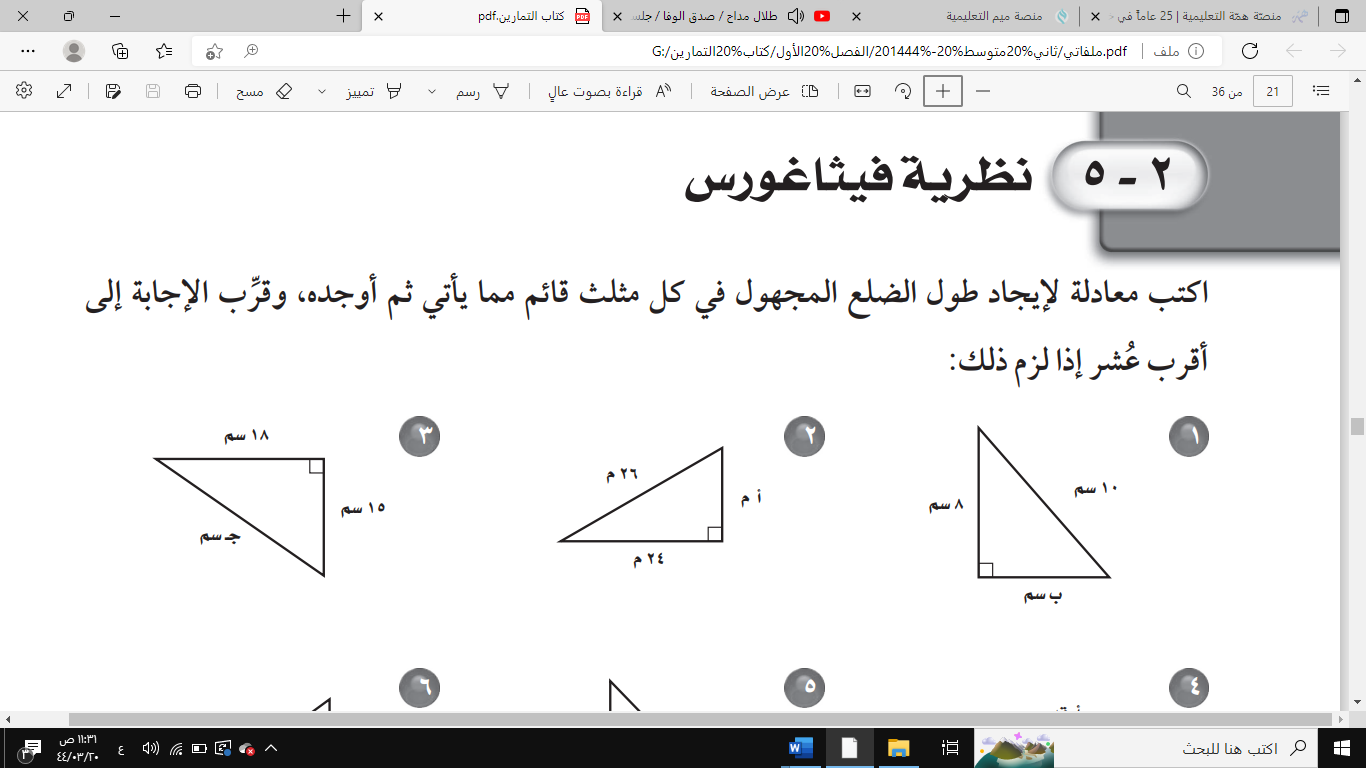 منصّة همّة التعليمية | 25 عاماً في
منصة ميم التعليمية
طلال مداح / صدق الوفا / جلس
كتاب التمارين.pdf
ملف
G:/ملفاتي/ثاني%20متوسط%20-%201444/الفصل%20الأول/كتاب%20التمارين.pdf
21
من 36
عرض الصفحة
قراءة بصوت عالٍ
رسم
تمييز
مسح
٢ - ٥ نظرية فيثاغورس
اكتب معادلة لإيجاد طول الضلع المجهول في كل مثلث قائم مما يأتي ثم أوجده، وقرِّب الإجابة إلى
أقرب عُشر إذا لزم ذلك:
١
١٠ سم
٨ سم
ب سم
٢
٢٦ م
أ م
٢٤ م
٣
١٨ سم
١٥ سم
جـ سم
٤
٥
٦
اكتب هنا للبحث
ع
١١:٣١ ص
٤٤/٠٣/٢٠
٣